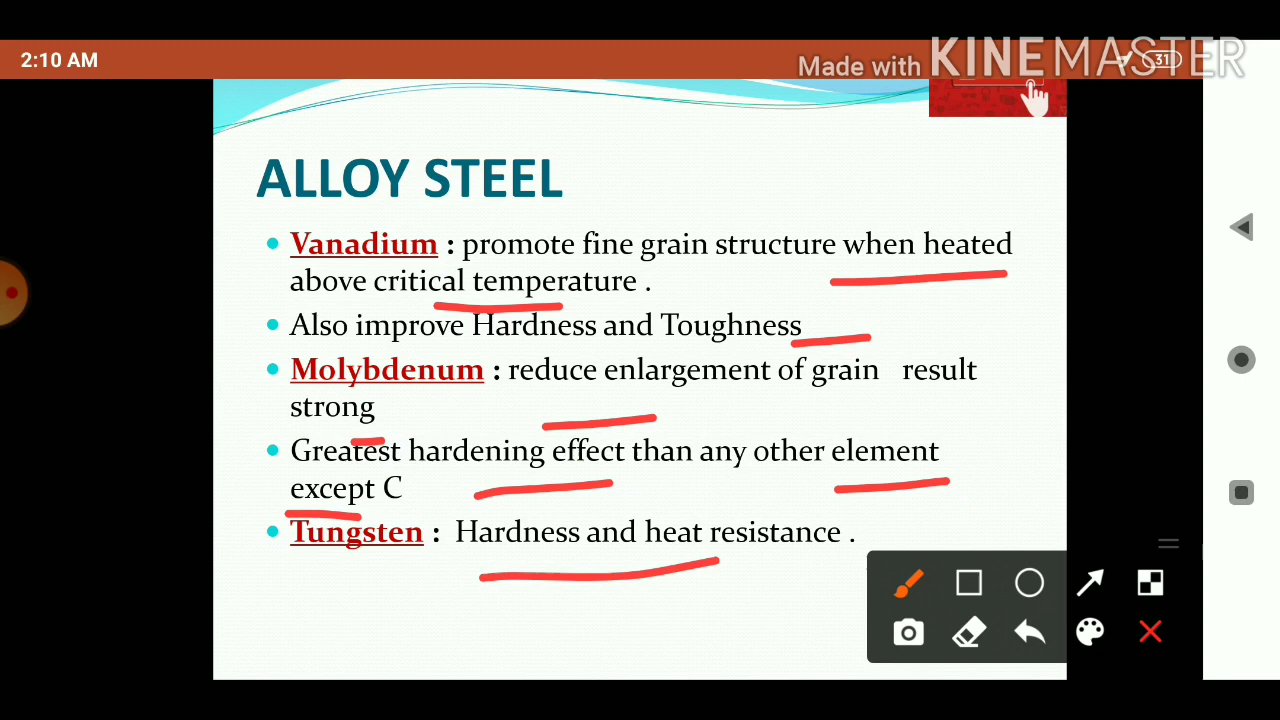 2:10 AM
Made with KINEMASTER
31
ALLOY STEEL
Vanadium : promote fine grain structure when heated
above critical temperature .
Also improve Hardness and Toughness
Molybdenum : reduce enlargement of grain result
strong
Greatest hardening effect than any other element
except C
Tungsten : Hardness and heat resistance .